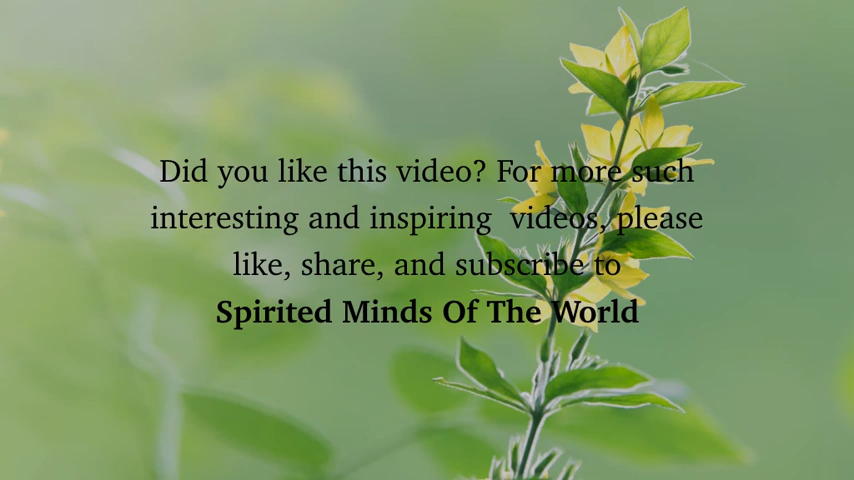 Did you like this video? For more such
interesting and inspiring  videos, please
like, share, and subscribe to
Spirited Minds Of The World